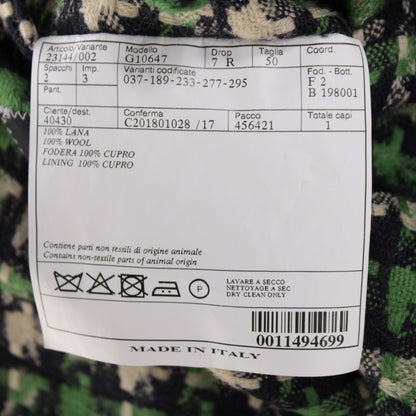 Articolo/Variante Modello Drop Taglia Coord.
23144/002 G10647 7 R 50
Spacchi Imp. Varianti codificate Fod. - Bott.
2 3 037-189-233-277-295 F 2
Part. B 198001
Cliente/dest. Conferma Pacco Totale capi
40430 C201801028 /17 456421 1
100% LANA
100% WOOL
FODERA 100% CUPRO
LINING 100% CUPRO
Contiene parti non tessili di origine animale
Contains non-textile parts of animal origin
P
LAVARE A SECCO
NETTOYAGE A SEC
DRY CLEAN ONLY
0011494699
MADE IN ITALY